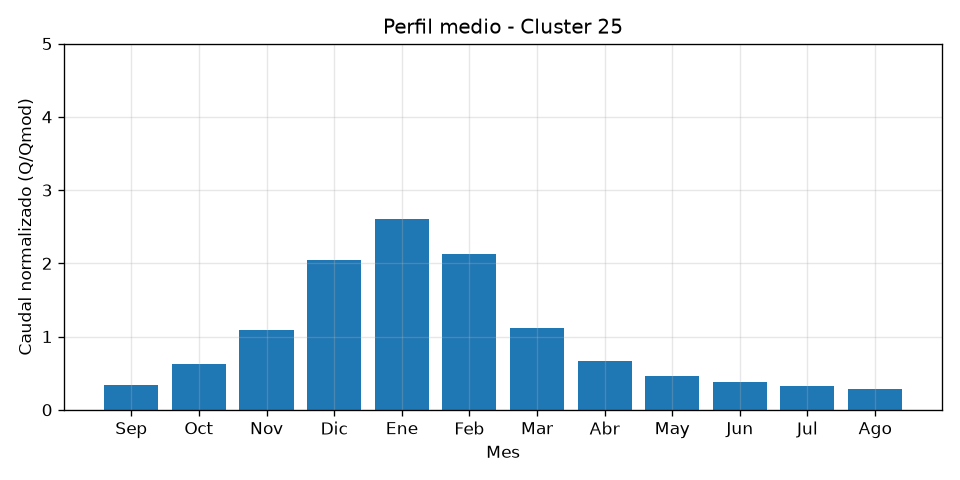 Perfil medio - Cluster 25
Caudal normalizado (Q/Qmod)
5
4
3
2
1
0
Sep Oct Nov Dic Ene Feb Mar Abr May Jun Jul Ago
Mes